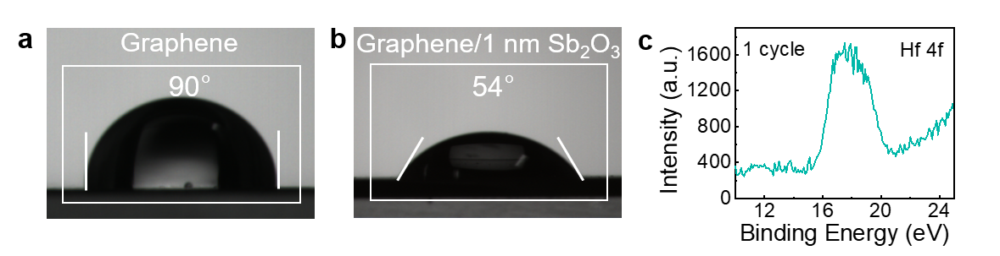 a
Graphene
90°
b
Graphene/1 nm Sb₂O₃
54°
c
1 cycle
Hf 4f
Intensity (a.u.)
1600
1200
800
400
0
12
16
20
24
Binding Energy (eV)